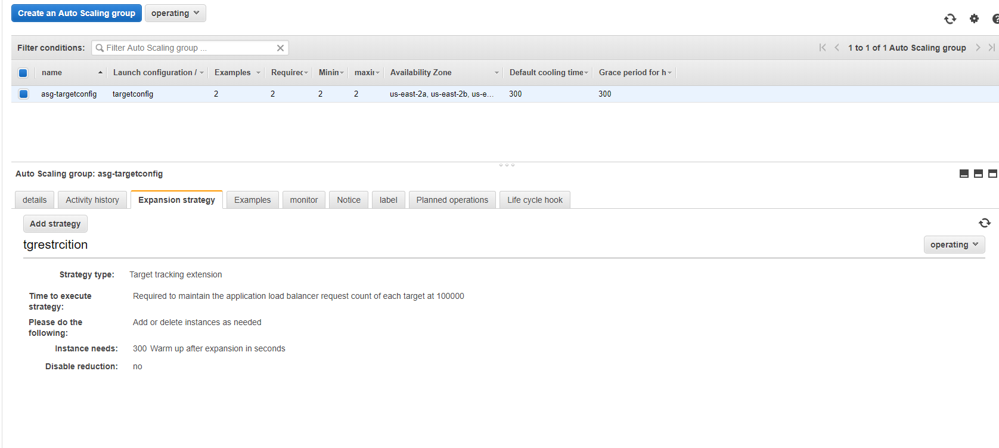 Create an Auto Scaling group operating
Filter conditions: Filter Auto Scaling group ... 1 to 1 of 1 Auto Scaling group
name Launch configuration / Examples Required Minin maxin Availability Zone Default cooling time Grace period for h
asg-targetconfig targetconfig 2 2 2 2 us-east-2a, us-east-2b, us-e... 300 300
Auto Scaling group: asg-targetconfig
details Activity history Expansion strategy Examples monitor Notice label Planned operations Life cycle hook
Add strategy
tgrestrcition operating
Strategy type: Target tracking extension
Time to execute Required to maintain the application load balancer request count of each target at 100000
strategy:
Please do the Add or delete instances as needed
following:
Instance needs: 300 Warm up after expansion in seconds
Disable reduction: no